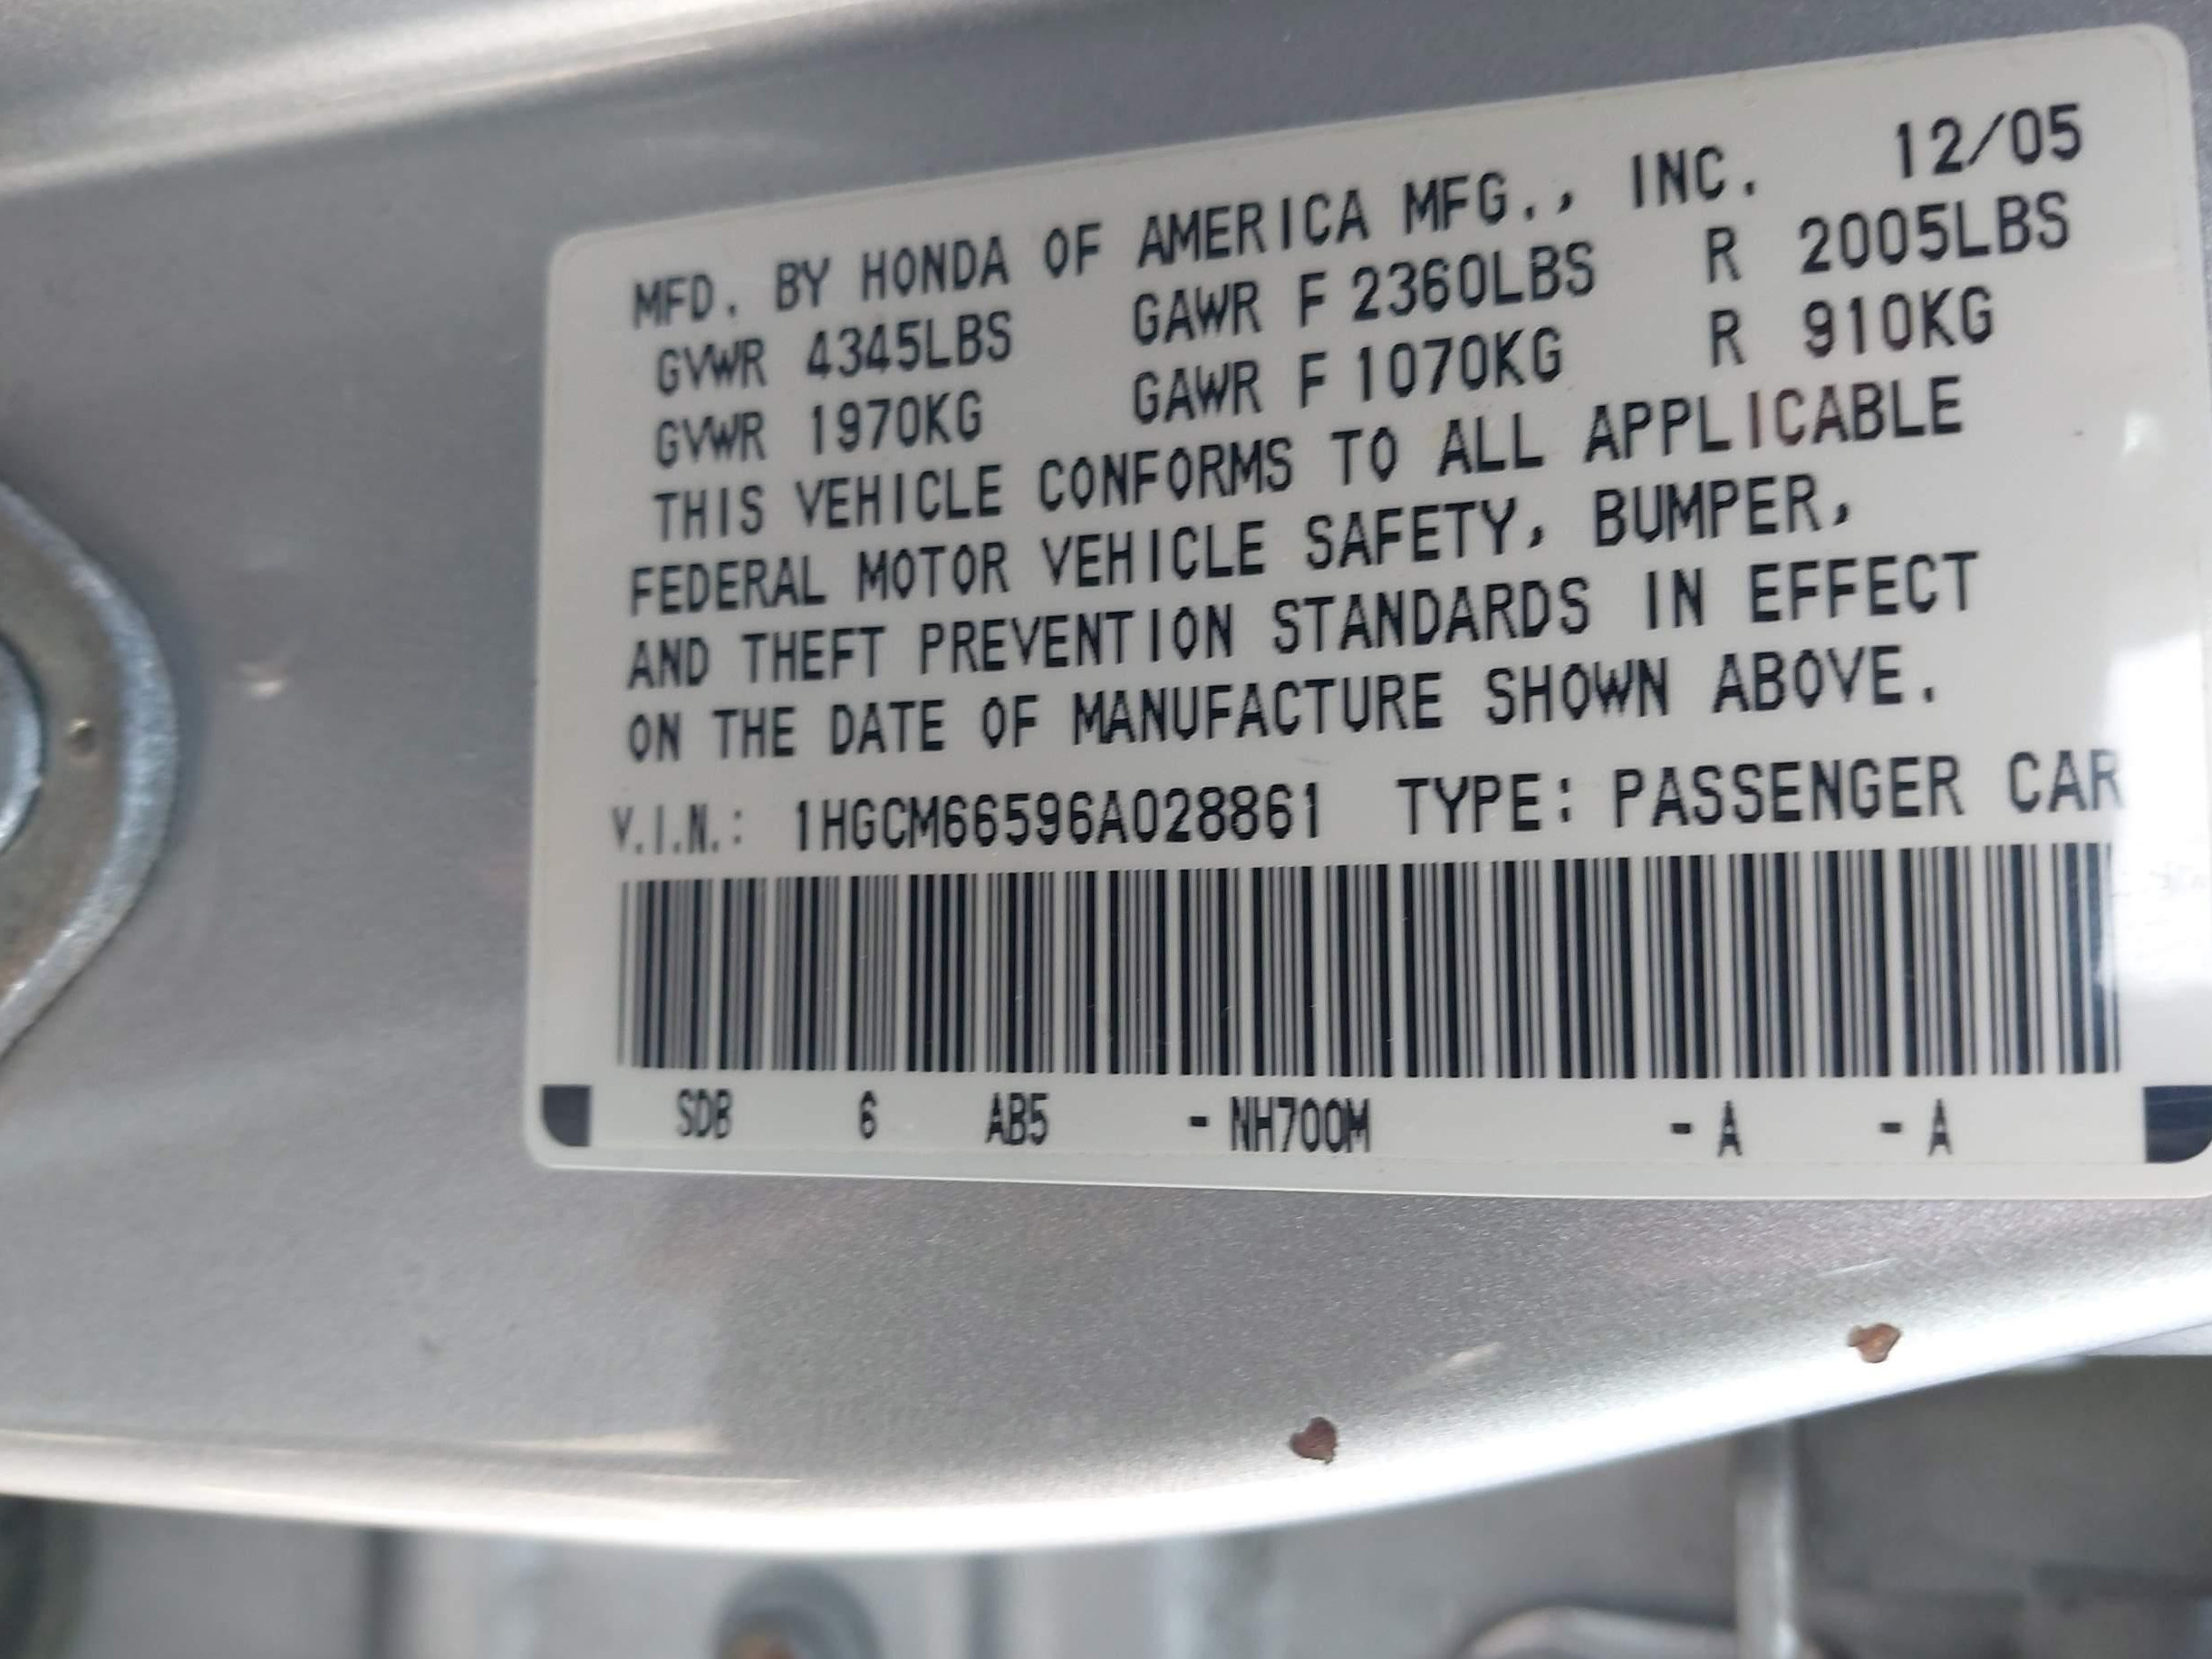 MFD. BY HONDA OF AMERICA MFG., INC. 12/05
GVWR 4345LBS GAWR F 2360LBS R 2005LBS
GVWR 1970KG GAWR F 1070KG R 910KG
THIS VEHICLE CONFORMS TO ALL APPLICABLE
FEDERAL MOTOR VEHICLE SAFETY, BUMPER,
AND THEFT PREVENTION STANDARDS IN EFFECT
ON THE DATE OF MANUFACTURE SHOWN ABOVE.
V.I.N.: 1HGCM66596A028861 TYPE: PASSENGER CAR
SDB 6 AB5 - NH700M - A - A